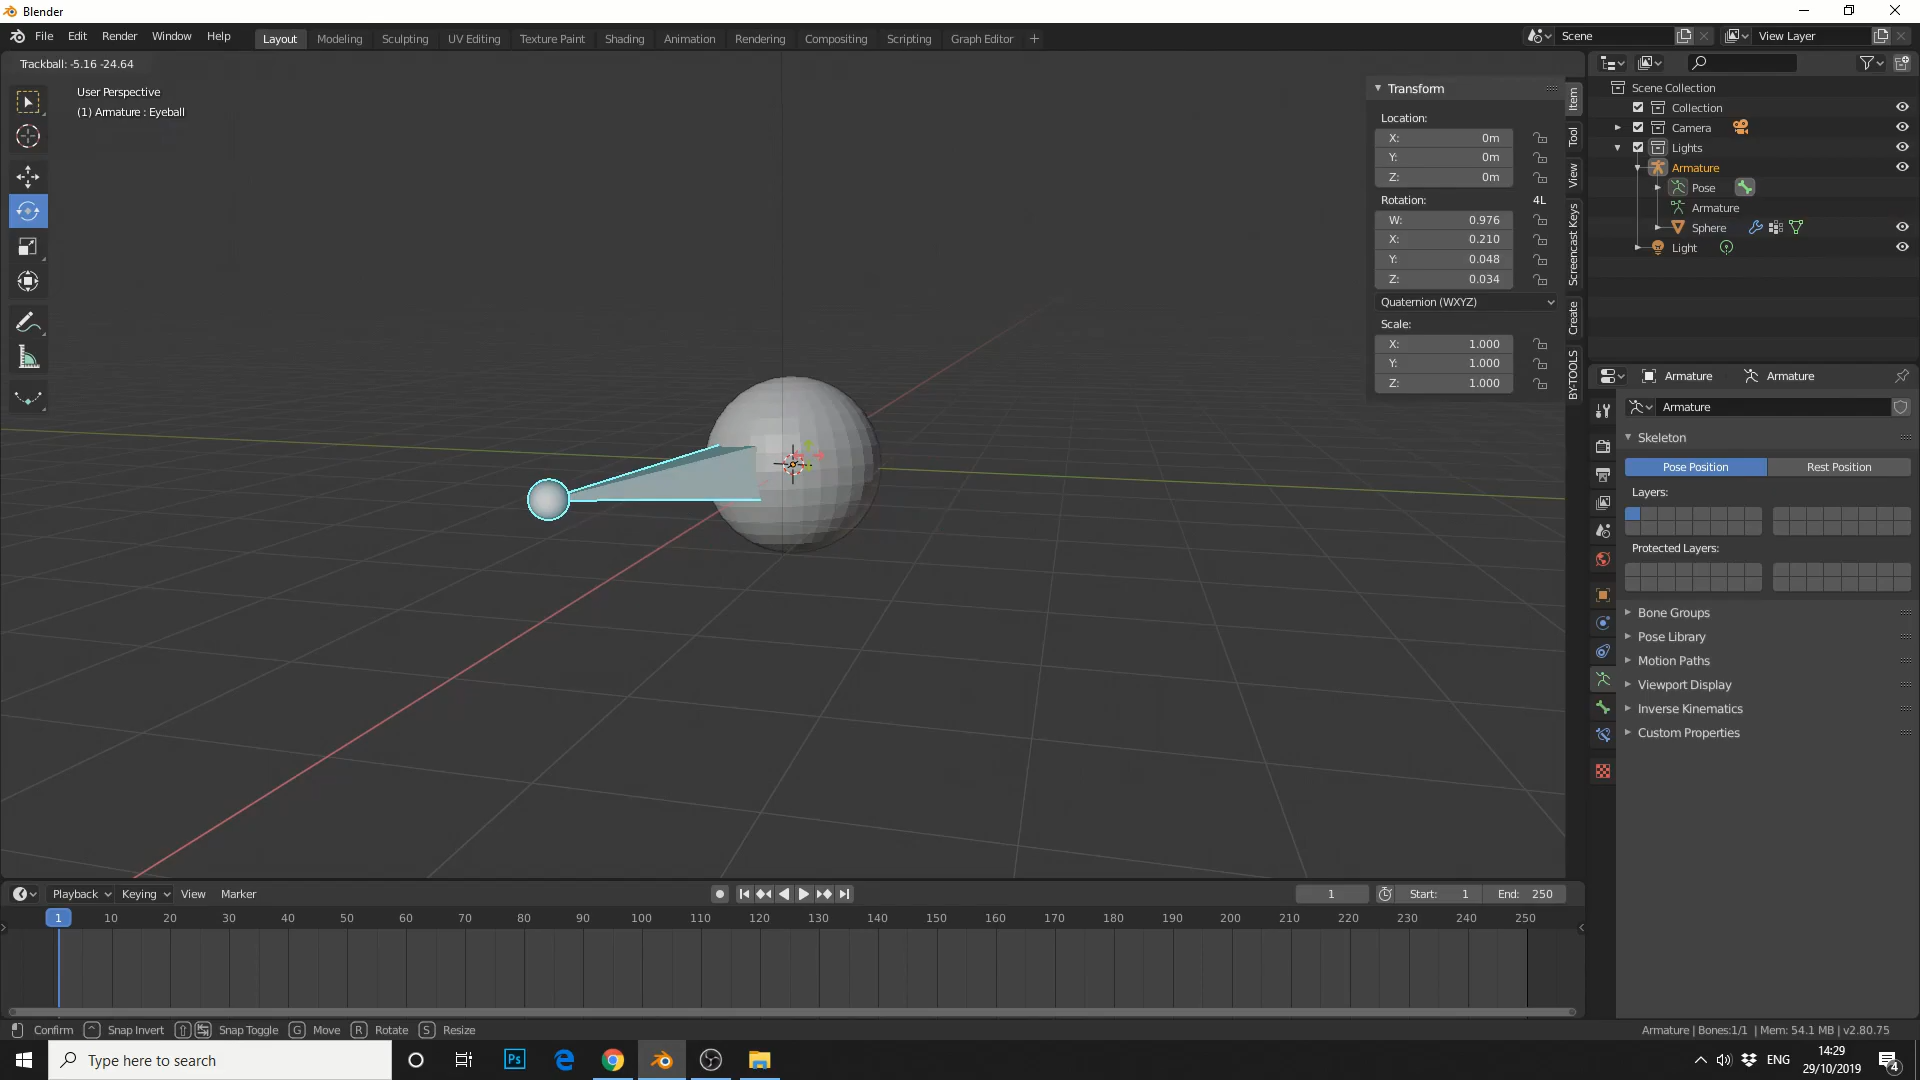 Blender
File Edit Render Window Help
Layout Modeling Sculpting UV Editing Texture Paint Shading Animation Rendering Compositing Scripting Graph Editor +
Scene
View Layer
Trackball: -5.16 -24.64
User Perspective
(1) Armature : Eyeball
Transform
Location:
X: 0m
Y: 0m
Z: 0m
Rotation: 4L
W: 0.976
X: 0.210
Y: 0.048
Z: 0.034
Quaternion (WXYZ)
Scale:
X: 1.000
Y: 1.000
Z: 1.000
Item
Tool
View
Screencast Keys
Create
BY-TOOLS
Scene Collection
Collection
Camera
Lights
Armature
Pose
Armature
Sphere
Light
Armature Armature
Armature
Skeleton
Pose Position Rest Position
Layers:
Protected Layers:
Bone Groups
Pose Library
Motion Paths
Viewport Display
Inverse Kinematics
Custom Properties
Playback Keying View Marker
1 Start: 1 End: 250
1 10 20 30 40 50 60 70 80 90 100 110 120 130 140 150 160 170 180 190 200 210 220 230 240 250
Confirm Snap Invert Snap Toggle G Move R Rotate S Resize
Armature | Bones:1/1 | Mem: 54.1 MB | v2.80.75
Type here to search
Ps
ENG
14:29
29/10/2019
4